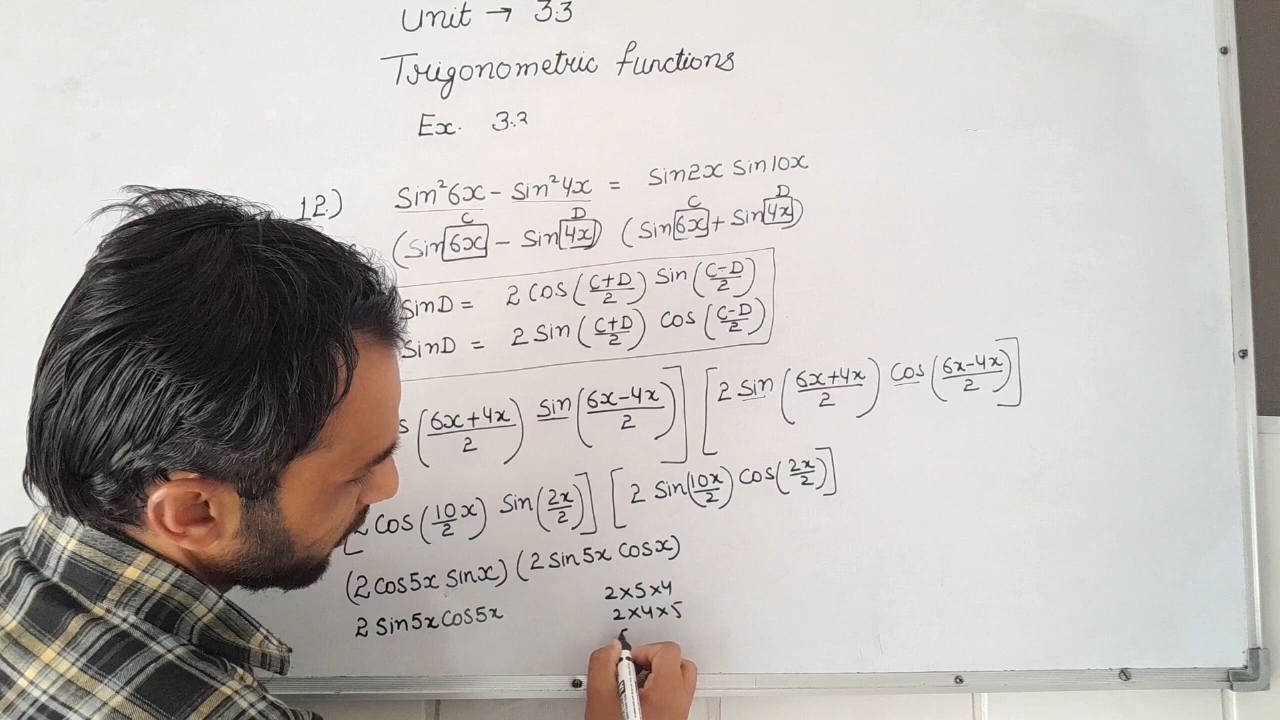 Unit → 33
Trigonometric functions
Ex. 3.3
12.) Sin²6x - Sin²4x = Sin2x Sin10x
C D C D
(Sin 6x - Sin 4x) (Sin 6x + Sin 4x)
SinD = 2 Cos (C+D/2) Sin (C-D/2)
SinD = 2 Sin (C+D/2) Cos (C-D/2)
s (6x+4x/2) Sin (6x-4x/2)] [2 Sin (6x+4x/2) Cos (6x-4x/2)]
[2 Cos (10/2 x) Sin (2x/2)] [2 Sin (10x/2) Cos (2x/2)]
(2 Cos5x Sinx) (2 Sin5x Cosx)
2 Sin5x Cos5x
2×5×4
2×4×5